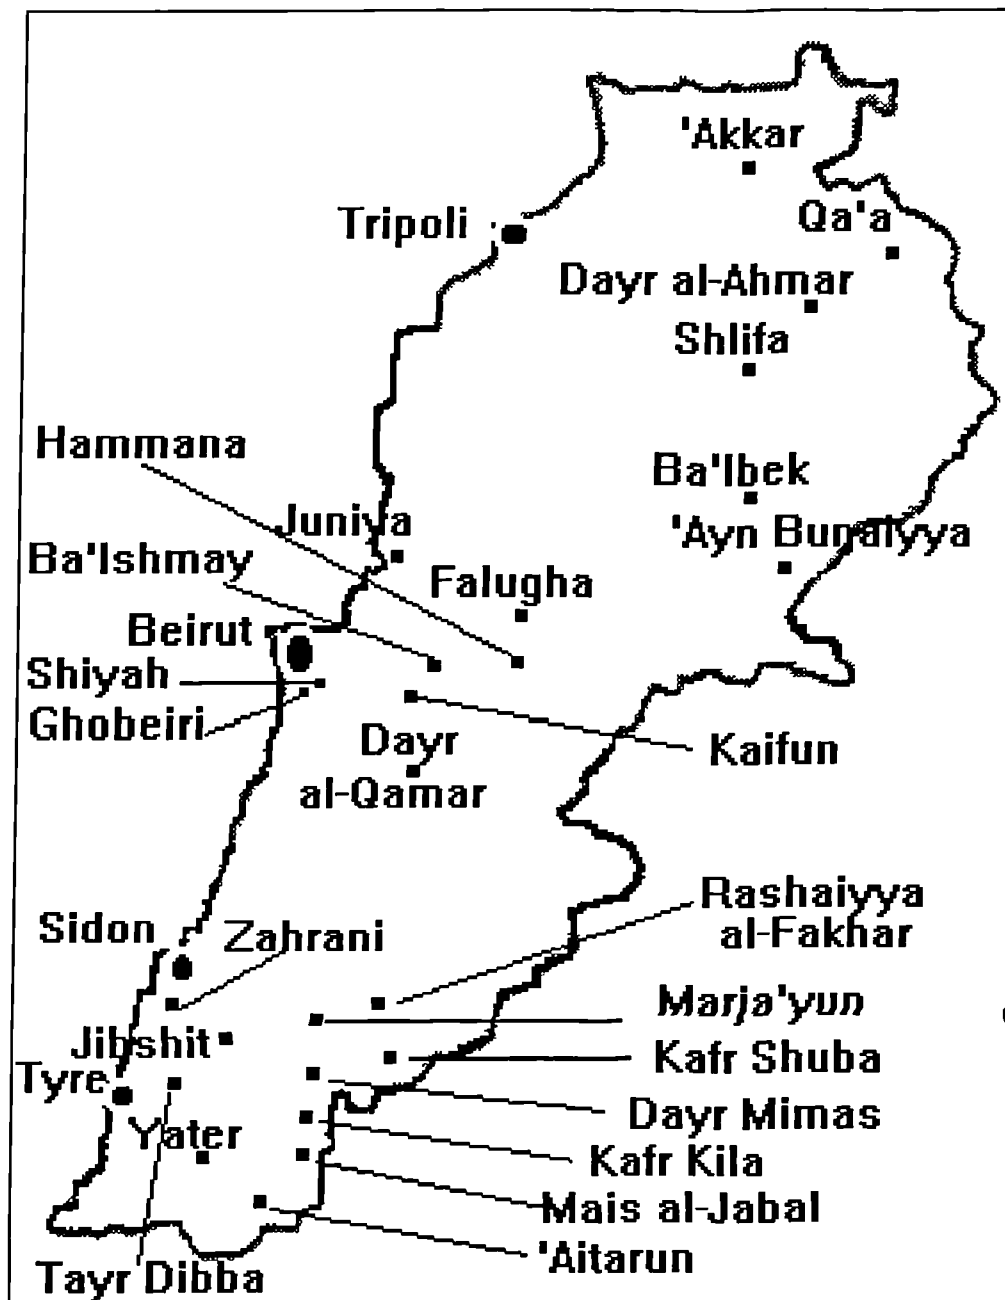 'Akkar
Qa'a
Tripoli
Dayr al-Ahmar
Shlifa
Hammana
Ba'lbek
Juniya
'Ayn Bunaiyya
Ba'lshmay
Falugha
Beirut
Shiyah
Ghobeiri
Dayr
al-Qamar
Kaifun
Rashaiyya
al-Fakhar
Sidon
Zahrani
Marja'yun
Jibshit
Kafr Shuba
Tyre
Dayr Mimas
Yater
Kafr Kila
Mais al-Jabal
'Aitarun
Tayr Dibba